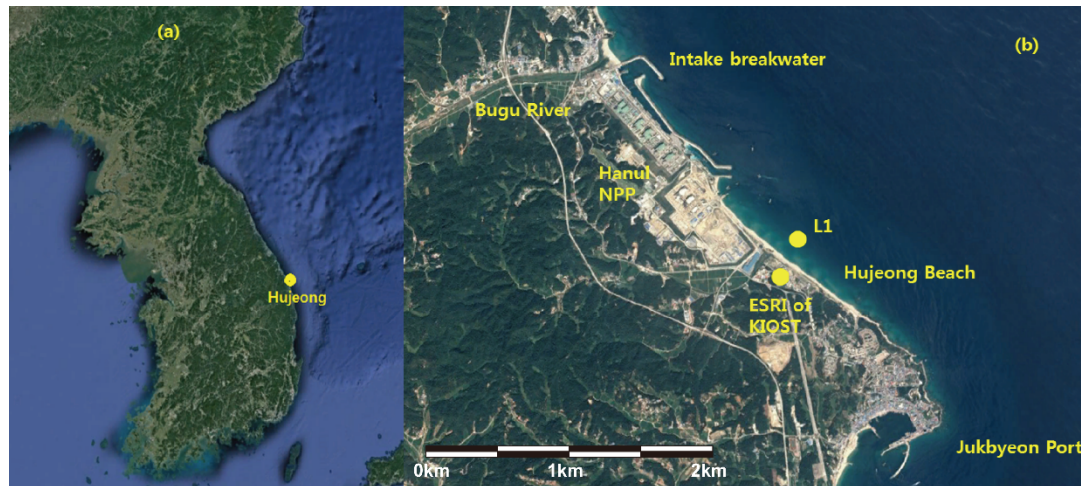 (a)
Hujeong
(b)
Intake breakwater
Bugu River
Hanul
NPP
L1
Hujeong Beach
ESRI of
KIOST
Jukbyeon Port
0km 1km 2km